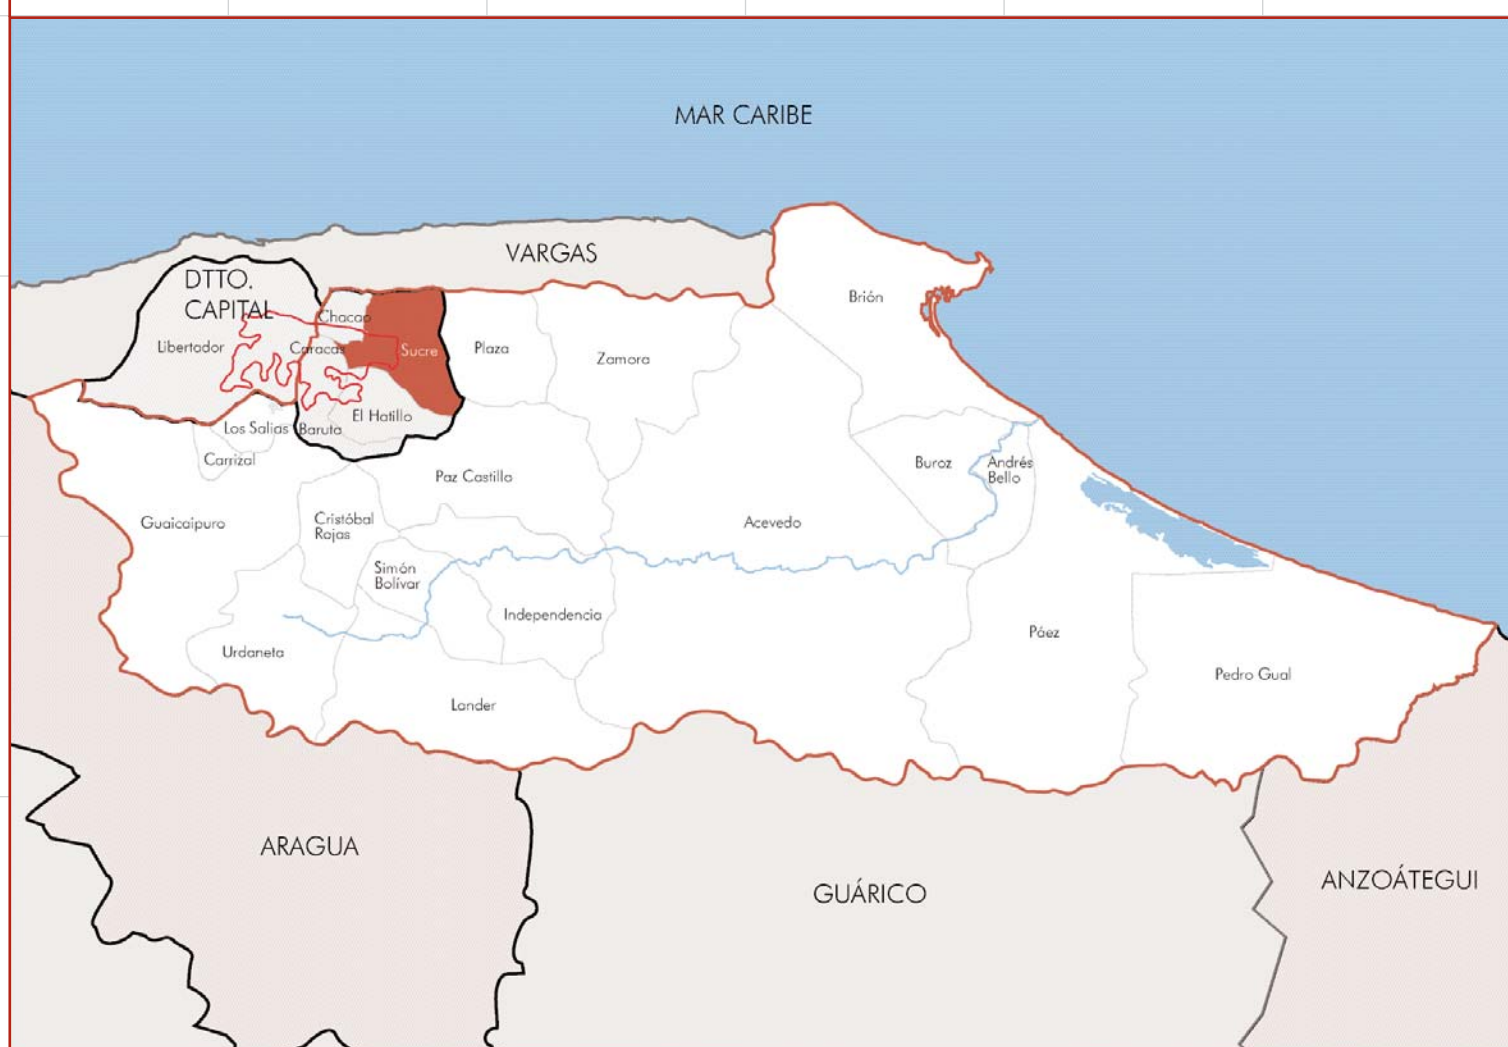 MAR CARIBE
VARGAS
DTTO.
CAPITAL
Brión
Chacao
Libertador
Caracas
Sucre
Plaza
Zamora
El Hatillo
Los Salias
Baruta
Carrizal
Paz Castillo
Buroz
Andrés
Bello
Guaicaipuro
Cristóbal
Rojas
Acevedo
Simón
Bolívar
Independencia
Páez
Urdaneta
Pedro Gual
Lander
ARAGUA
GUÁRICO
ANZOÁTEGUI